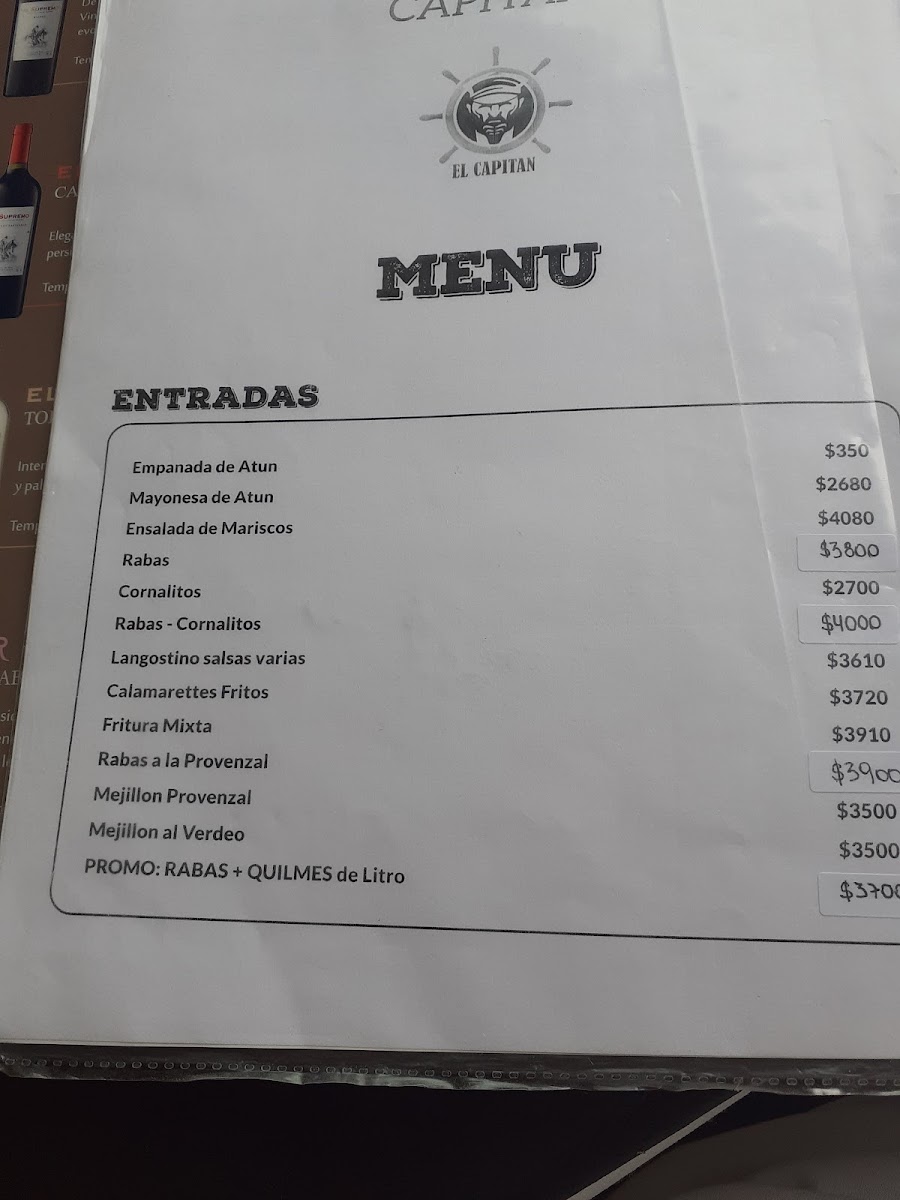 EL CAPITAN
MENU
ENTRADAS
Empanada de Atun $350
Mayonesa de Atun $2680
Ensalada de Mariscos $4080
Rabas $3800
Cornalitos $2700
Rabas - Cornalitos $4000
Langostino salsas varias $3610
Calamarettes Fritos $3720
Fritura Mixta $3910
Rabas a la Provenzal $3900
Mejillon Provenzal $3500
Mejillon al Verdeo $3500
PROMO: RABAS + QUILMES de Litro $3700